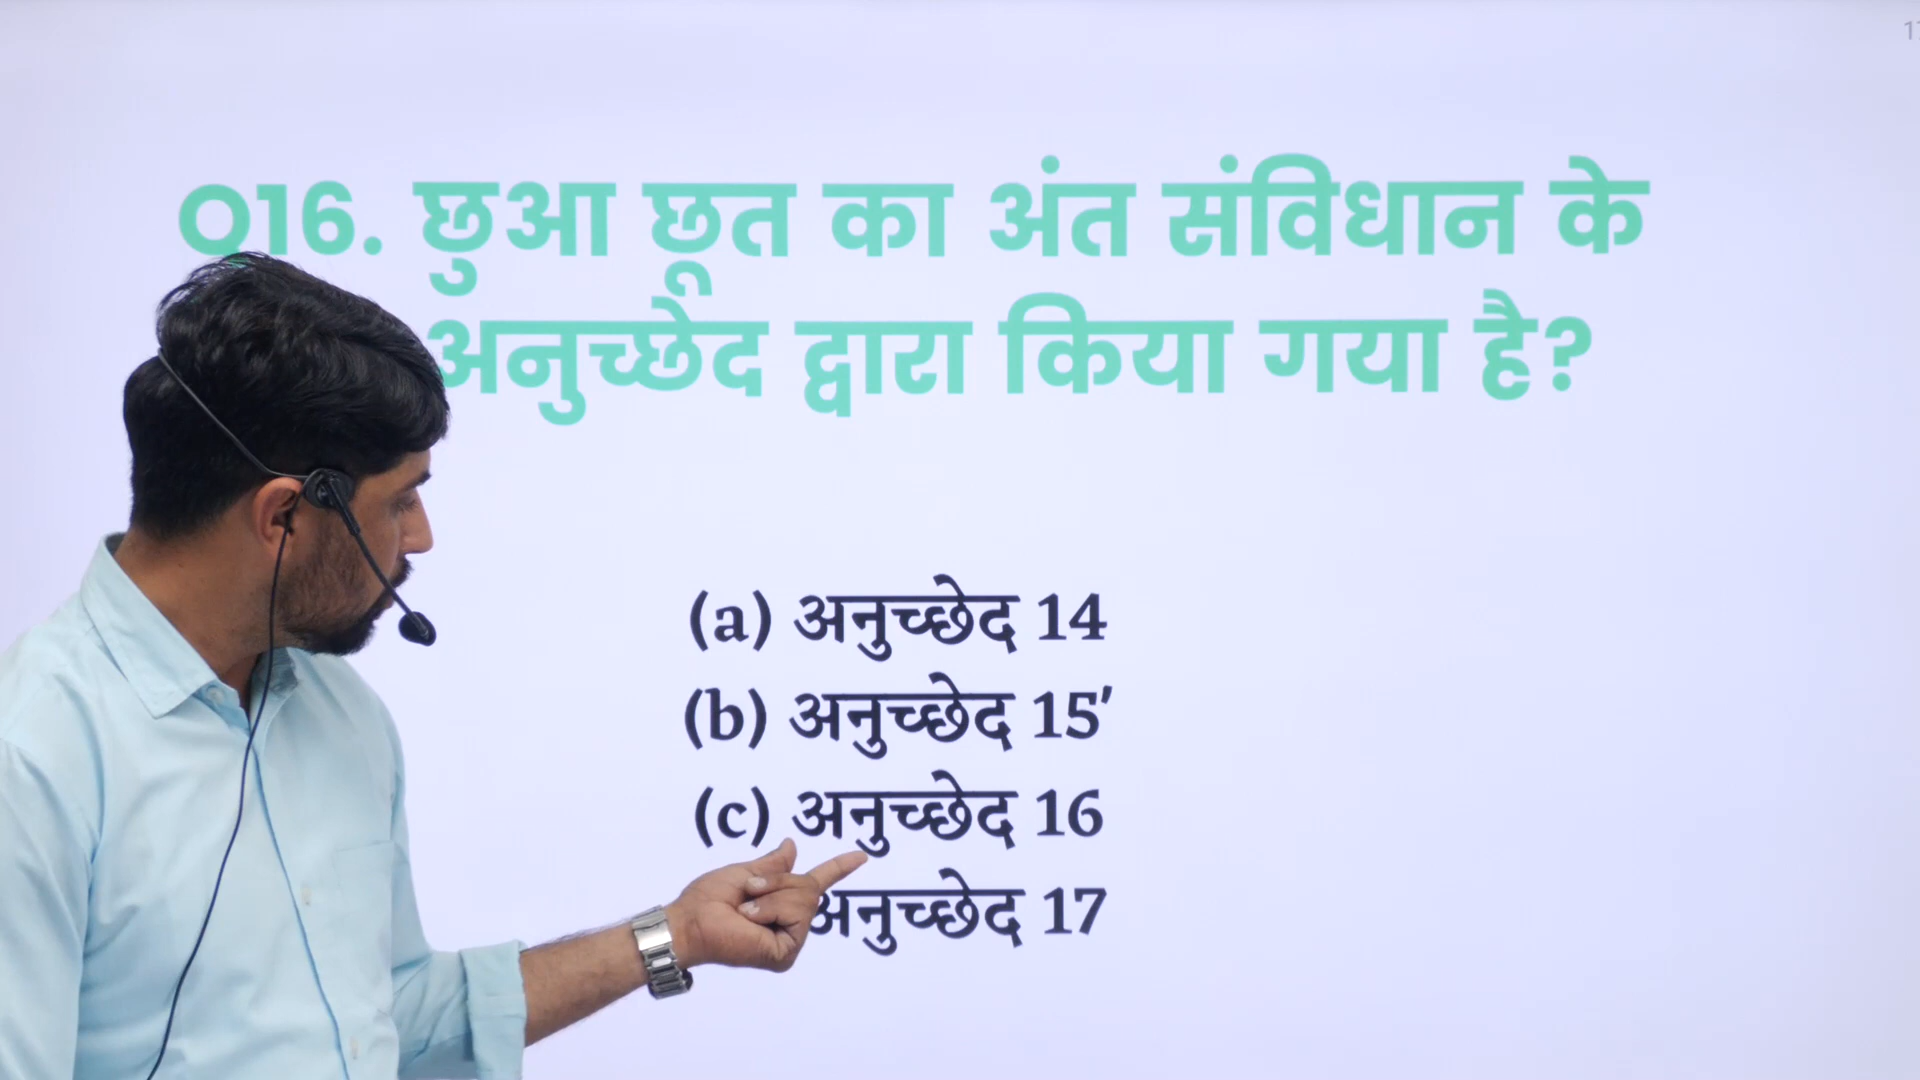 Q16. छुआ छूत का अंत संविधान के
अनुच्छेद द्वारा किया गया है?
(a) अनुच्छेद 14
(b) अनुच्छेद 15'
(c) अनुच्छेद 16
अनुच्छेद 17